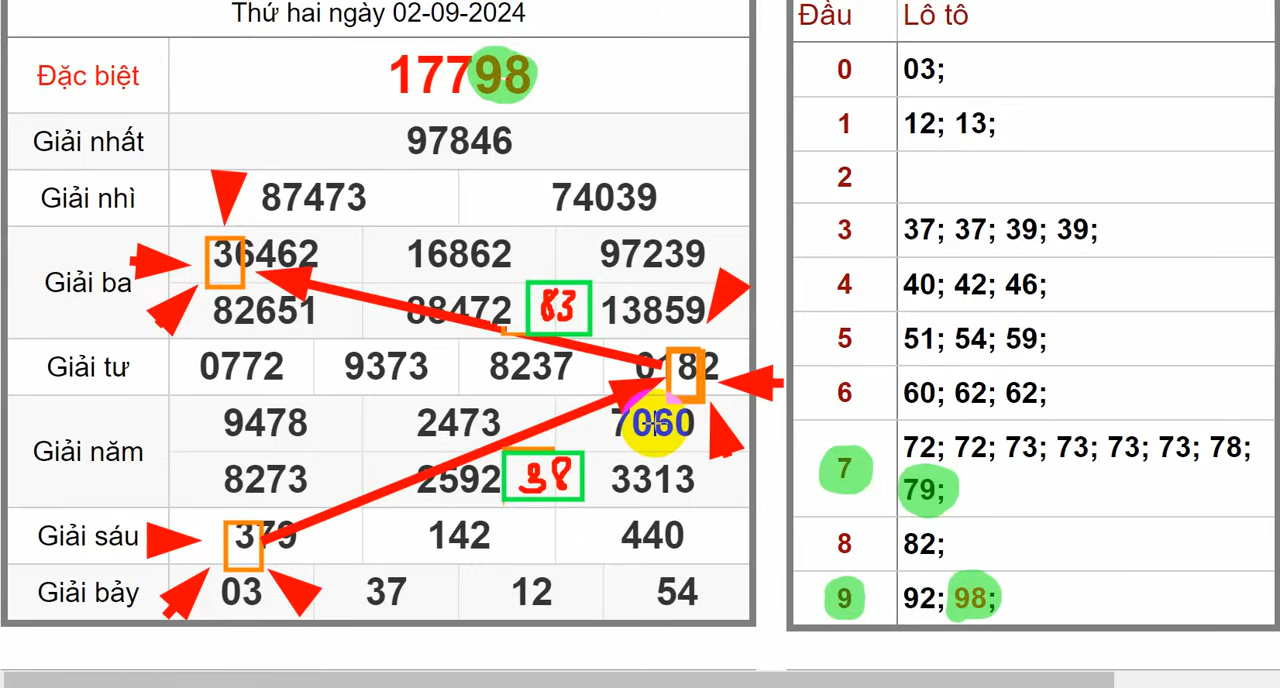 Thứ hai ngày 02-09-2024
Đặc biệt 17798
Giải nhất 97846
Giải nhì 87473 74039
Giải ba 36462 16862 97239
82651 88472 83 13859
Giải tư 0772 9373 8237 0182
Giải năm 9478 2473 7060
8273 2592 38 3313
Giải sáu 379 142 440
Giải bảy 03 37 12 54
Đầu Lô tô
0 03;
1 12; 13;
2
3 37; 37; 39; 39;
4 40; 42; 46;
5 51; 54; 59;
6 60; 62; 62;
7 72; 72; 73; 73; 73; 73; 78;
79;
8 82;
9 92; 98;